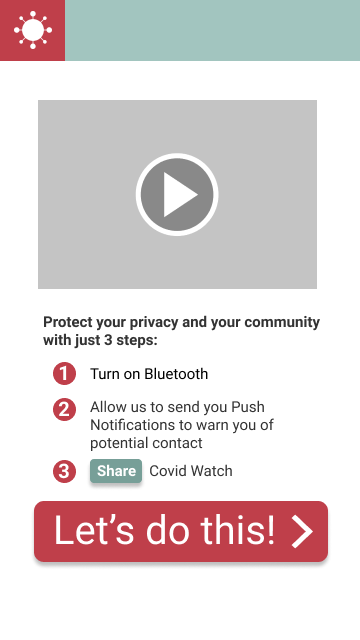 Protect your privacy and your community
with just 3 steps:
1 Turn on Bluetooth
2 Allow us to send you Push
Notifications to warn you of
potential contact
3 Share Covid Watch
Let's do this!